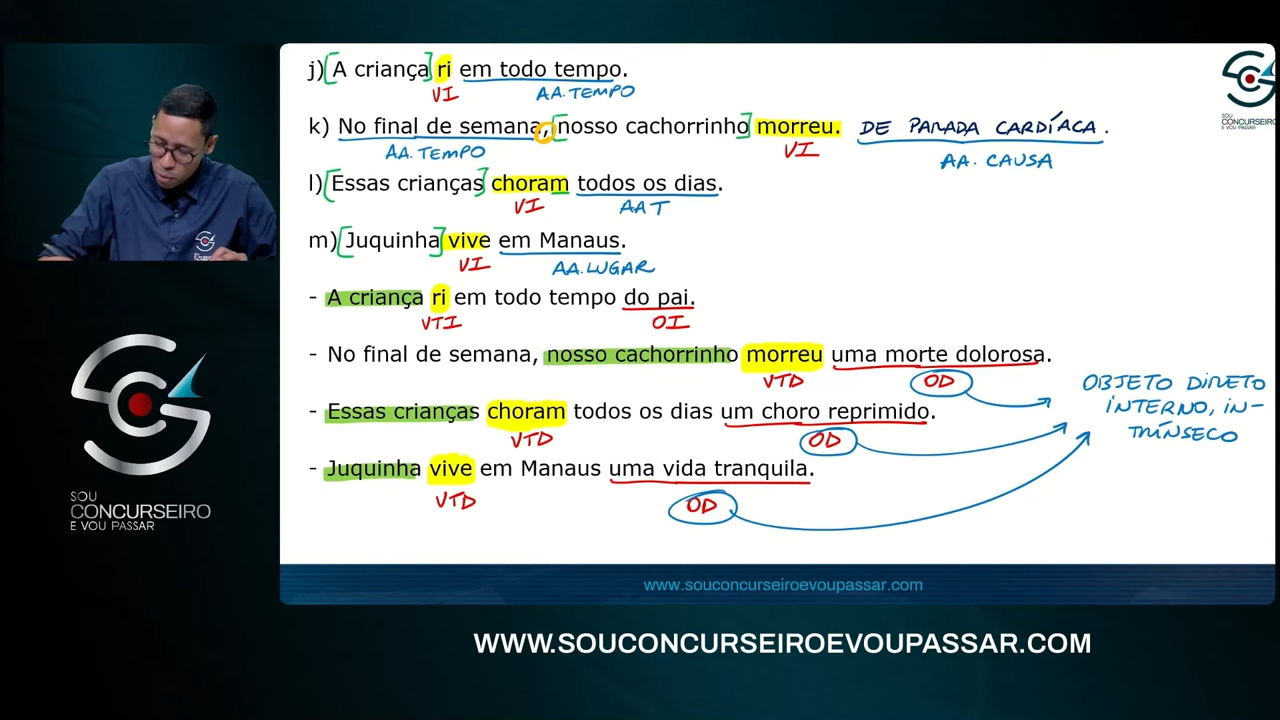 j) A criança ri em todo tempo.
VI AA.TEMPO
k) No final de semana, nosso cachorrinho morreu. DE PARADA CARDÍACA.
AA.TEMPO VI AA. CAUSA
l) Essas crianças choram todos os dias.
VI AAT
m) Juquinha vive em Manaus.
VI AA.LUGAR
- A criança ri em todo tempo do pai.
VTI OI
- No final de semana, nosso cachorrinho morreu uma morte dolorosa.
VTD OD
OBJETO DIRETO
INTERNO, IN-
TRÍNSECO
- Essas crianças choram todos os dias um choro reprimido.
VTD OD
- Juquinha vive em Manaus uma vida tranquila.
VTD OD
SOU
CONCURSEIRO
E VOU PASSAR
SOU
CONCURSEIRO
E VOU PASSAR
www.souconcurseiroevoupassar.com
WWW.SOUCONCURSEIROEVOUPASSAR.COM